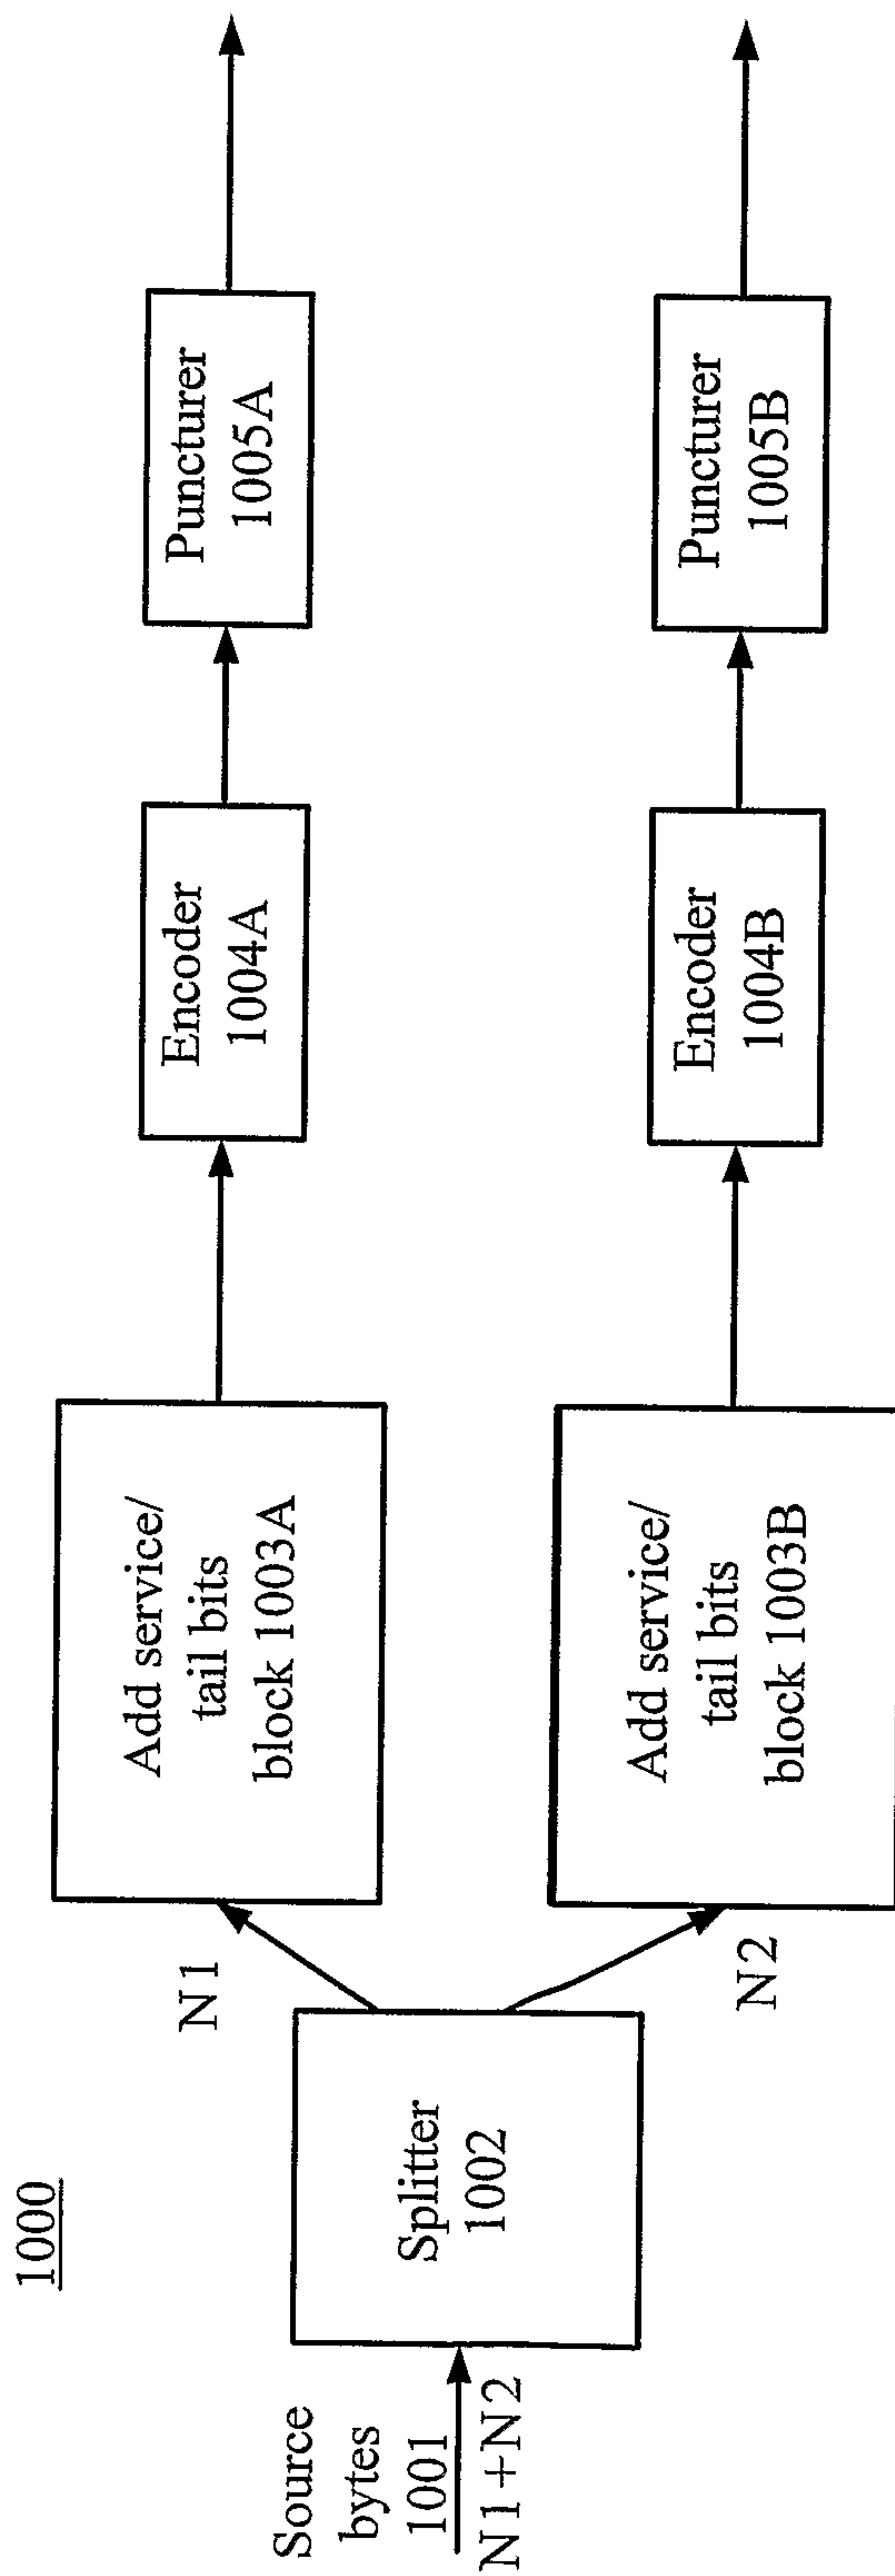 1000
Source
bytes
1001
N1+N2
Splitter
1002
N1
Add service/
tail bits
block 1003A
Encoder
1004A
Puncturer
1005A
N2
Add service/
tail bits
block 1003B
Encoder
1004B
Puncturer
1005B